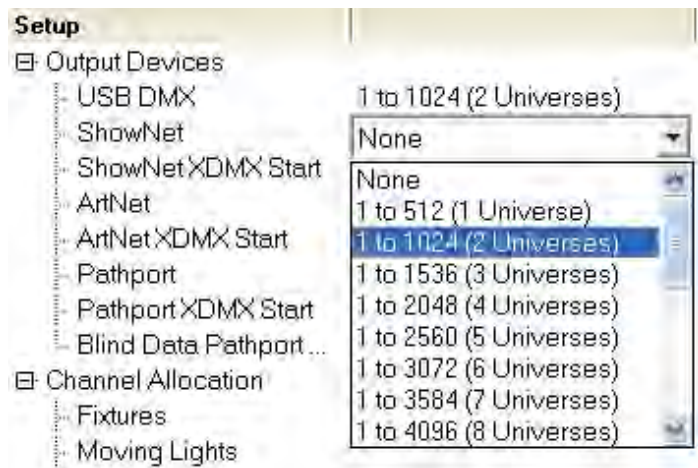 Setup
Output Devices
USB DMX 1 to 1024 (2 Universes)
ShowNet None
ShowNet XDMX Start None
ArtNet 1 to 512 (1 Universe)
ArtNet XDMX Start 1 to 1024 (2 Universes)
Pathport 1 to 1536 (3 Universes)
Pathport XDMX Start 1 to 2048 (4 Universes)
Blind Data Pathport ... 1 to 2560 (5 Universes)
Channel Allocation 1 to 3072 (6 Universes)
Fixtures 1 to 3584 (7 Universes)
Moving Lights 1 to 4096 (8 Universes)